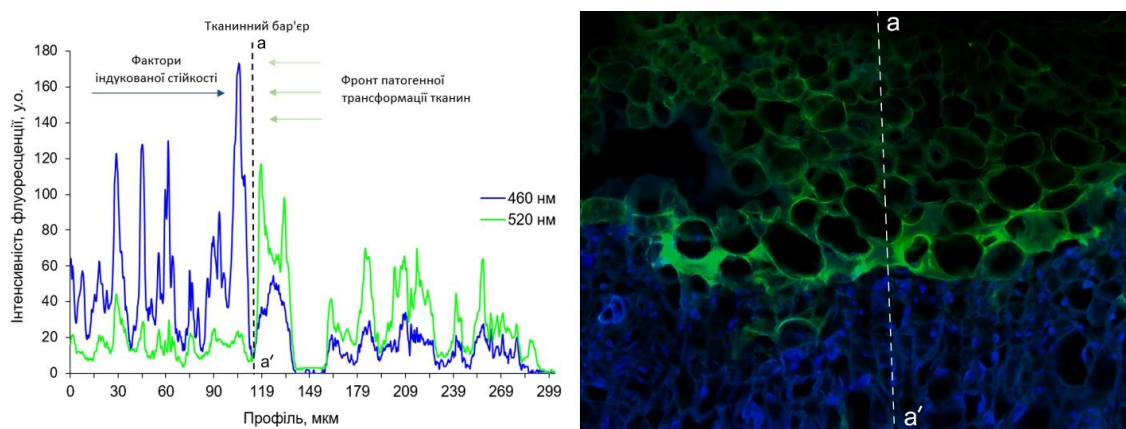 Тканинний бар'єр
a
180
160
140
120
100
80
60
40
20
0
Інтенсивність флуоресценції, у.о.
Фактори
індукованої стійкості
Фронт патогенної
трансформації тканин
460 нм
520 нм
a′
0 30 60 90 119 149 179 209 239 269 299
Профіль, мкм
a
a′